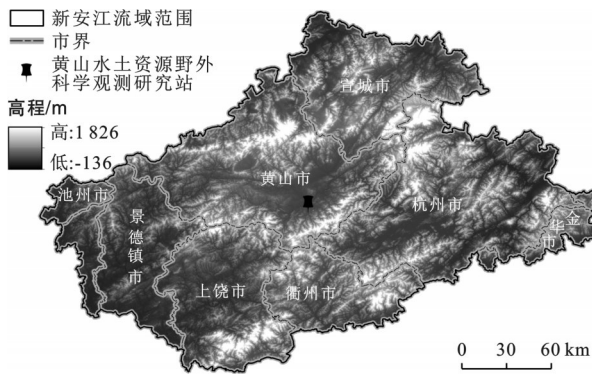 新安江流域范围
市界
黄山水土资源野外
科学观测研究站
高程/m
高:1 826
低:-136
宣城市
黄山市
池州市
杭州市
景德镇市
金华市
上饶市
衢州市
0 30 60 km